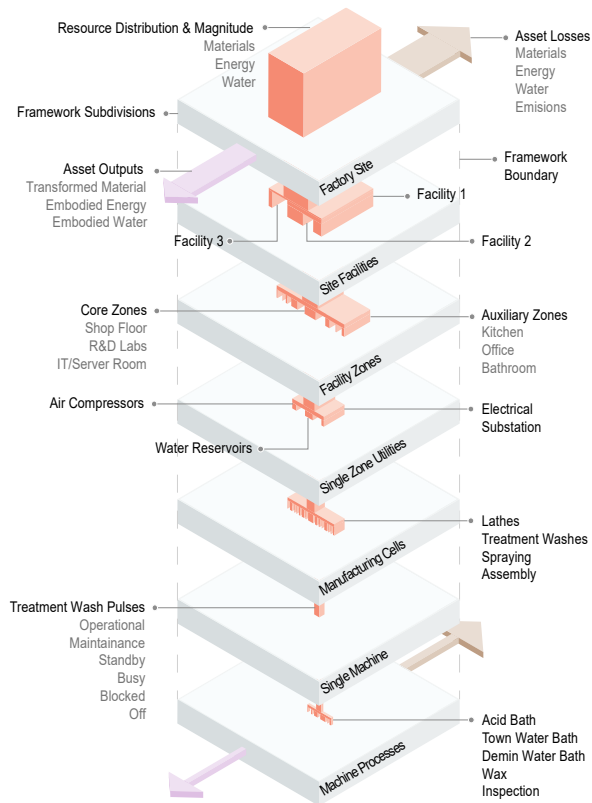 Resource Distribution & Magnitude
Materials
Energy
Water
Asset Losses
Materials
Energy
Water
Emisions
Framework Subdivisions
Factory Site
Framework
Boundary
Asset Outputs
Transformed Material
Embodied Energy
Embodied Water
Facility 1
Facility 3
Facility 2
Site Facilities
Core Zones
Shop Floor
R&D Labs
IT/Server Room
Auxiliary Zones
Kitchen
Office
Bathroom
Facility Zones
Air Compressors
Electrical
Substation
Water Reservoirs
Single Zone Utilities
Lathes
Treatment Washes
Spraying
Assembly
Manufacturing Cells
Treatment Wash Pulses
Operational
Maintainance
Standby
Busy
Blocked
Off
Single Machine
Acid Bath
Town Water Bath
Demin Water Bath
Wax
Inspection
Machine Processes